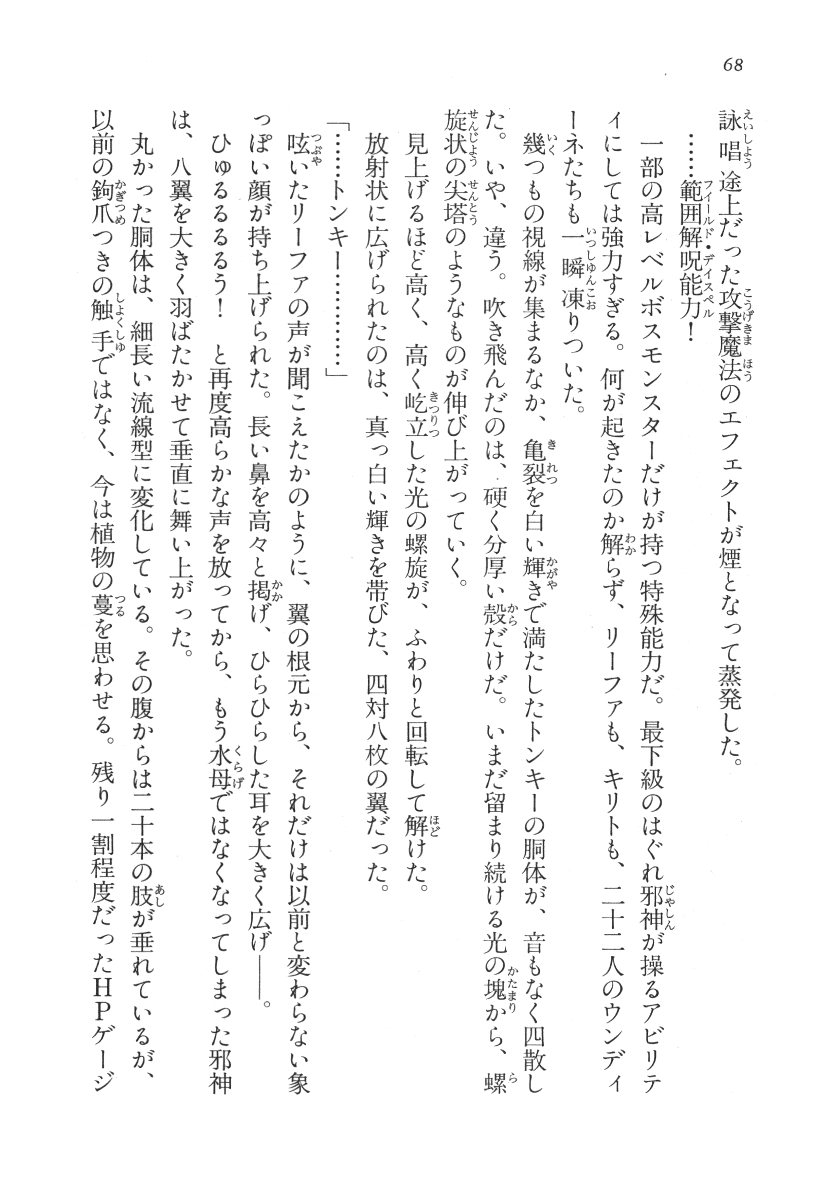 68
詠唱途上だった攻撃魔法のエフェクトが煙となって蒸発した。
……範囲解呪能力！
一部の高レベルボスモンスターだけが持つ特殊能力だ。最下級のはぐれ邪神が操るアビリテ
ィにしては強力すぎる。何が起きたのか解らず、リーファも、キリトも、二十二人のウンディ
ーネたちも一瞬凍りついた。
幾つもの視線が集まるなか、亀裂を白い輝きで満たしたトンキーの胴体が、音もなく四散し
た。いや、違う。吹き飛んだのは、硬く分厚い殻だけだ。いまだ留まり続ける光の塊から、螺
旋状の尖塔のようなものが伸び上がっていく。
見上げるほど高く、高く屹立した光の螺旋が、ふわりと回転して解けた。
放射状に広げられたのは、真っ白い輝きを帯びた、四対八枚の翼だった。
「……トンキー…………」
呟いたリーファの声が聞こえたかのように、翼の根元から、それだけは以前と変わらない象
っぽい顔が持ち上げられた。長い鼻を高々と掲げ、ひらひらした耳を大きく広げ――。
ひゅるるるるう！　と再度高らかな声を放ってから、もう水母ではなくなってしまった邪神
は、八翼を大きく羽ばたかせて垂直に舞い上がった。
丸かった胴体は、細長い流線型に変化している。その腹からは二十本の肢が垂れているが、
以前の鉤爪つきの触手ではなく、今は植物の蔓を思わせる。残り一割程度だったHPゲージ